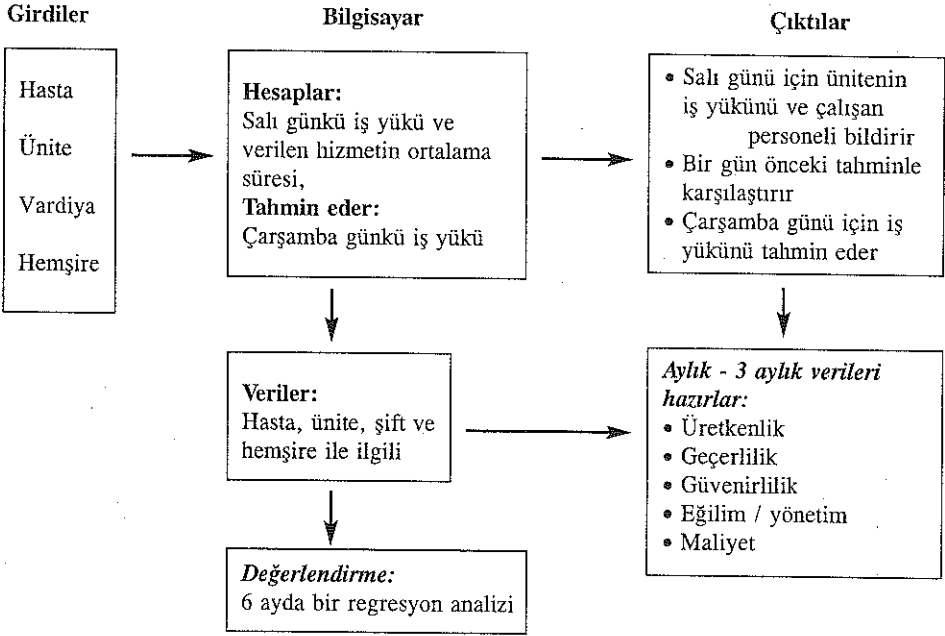 Girdiler
Bilgisayar
Çıktılar
Hasta
Ünite
Vardiya
Hemşire
Hesaplar:
Salı günkü iş yükü ve
verilen hizmetin ortalama
süresi,
Tahmin eder:
Çarşamba günkü iş yükü
• Salı günü için ünitenin
iş yükünü ve çalışan
personeli bildirir
• Bir gün önceki tahminle
karşılaştırır
• Çarşamba günü için iş
yükünü tahmin eder
Veriler:
Hasta, ünite, şift ve
hemşire ile ilgili
Aylık - 3 aylık verileri
hazırlar:
• Üretkenlik
• Geçerlilik
• Güvenirlilik
• Eğilim / yönetim
• Maliyet
Değerlendirme:
6 ayda bir regresyon analizi